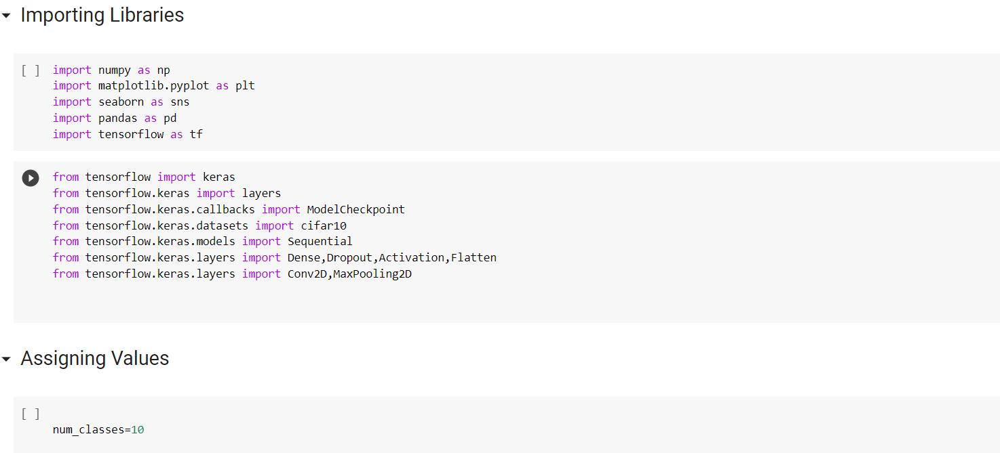 Importing Libraries
[ ] import numpy as np
import matplotlib.pyplot as plt
import seaborn as sns
import pandas as pd
import tensorflow as tf
from tensorflow import keras
from tensorflow.keras import layers
from tensorflow.keras.callbacks import ModelCheckpoint
from tensorflow.keras.datasets import cifar10
from tensorflow.keras.models import Sequential
from tensorflow.keras.layers import Dense,Dropout,Activation,Flatten
from tensorflow.keras.layers import Conv2D,MaxPooling2D
Assigning Values
[ ]
num_classes=10